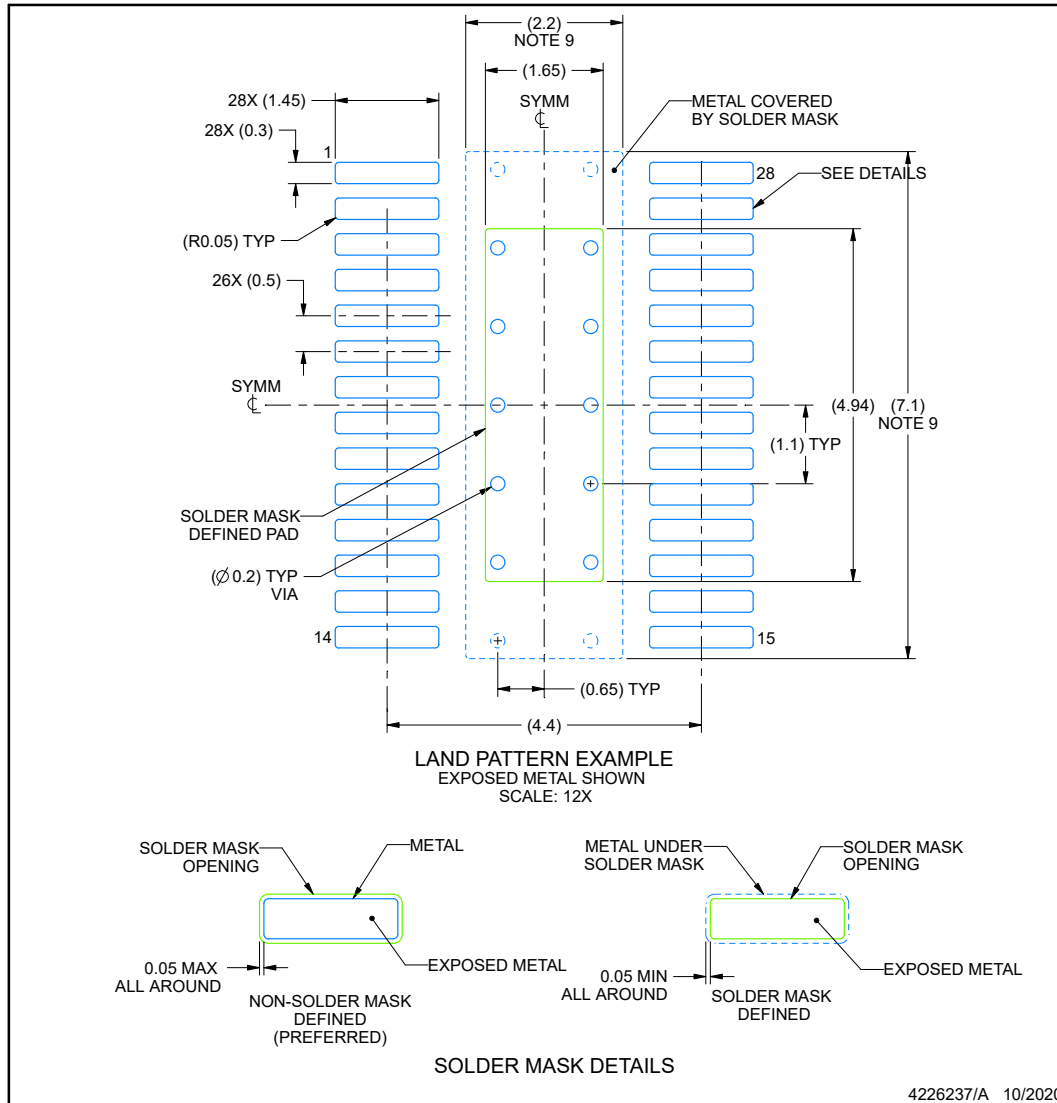 (2.2)
NOTE 9
(1.65)
SYMM
℄
METAL COVERED
BY SOLDER MASK
28X (1.45)
28X (0.3)
1
28
SEE DETAILS
(R0.05) TYP
26X (0.5)
SYMM
℄
(4.94)
(7.1)
NOTE 9
(1.1) TYP
SOLDER MASK
DEFINED PAD
(Ø 0.2) TYP
VIA
14
15
(0.65) TYP
(4.4)
LAND PATTERN EXAMPLE
EXPOSED METAL SHOWN
SCALE: 12X
SOLDER MASK
OPENING
METAL
EXPOSED METAL
0.05 MAX
ALL AROUND
NON-SOLDER MASK
DEFINED
(PREFERRED)
METAL UNDER
SOLDER MASK
SOLDER MASK
OPENING
EXPOSED METAL
0.05 MIN
ALL AROUND
SOLDER MASK
DEFINED
SOLDER MASK DETAILS
4226237/A 10/2020